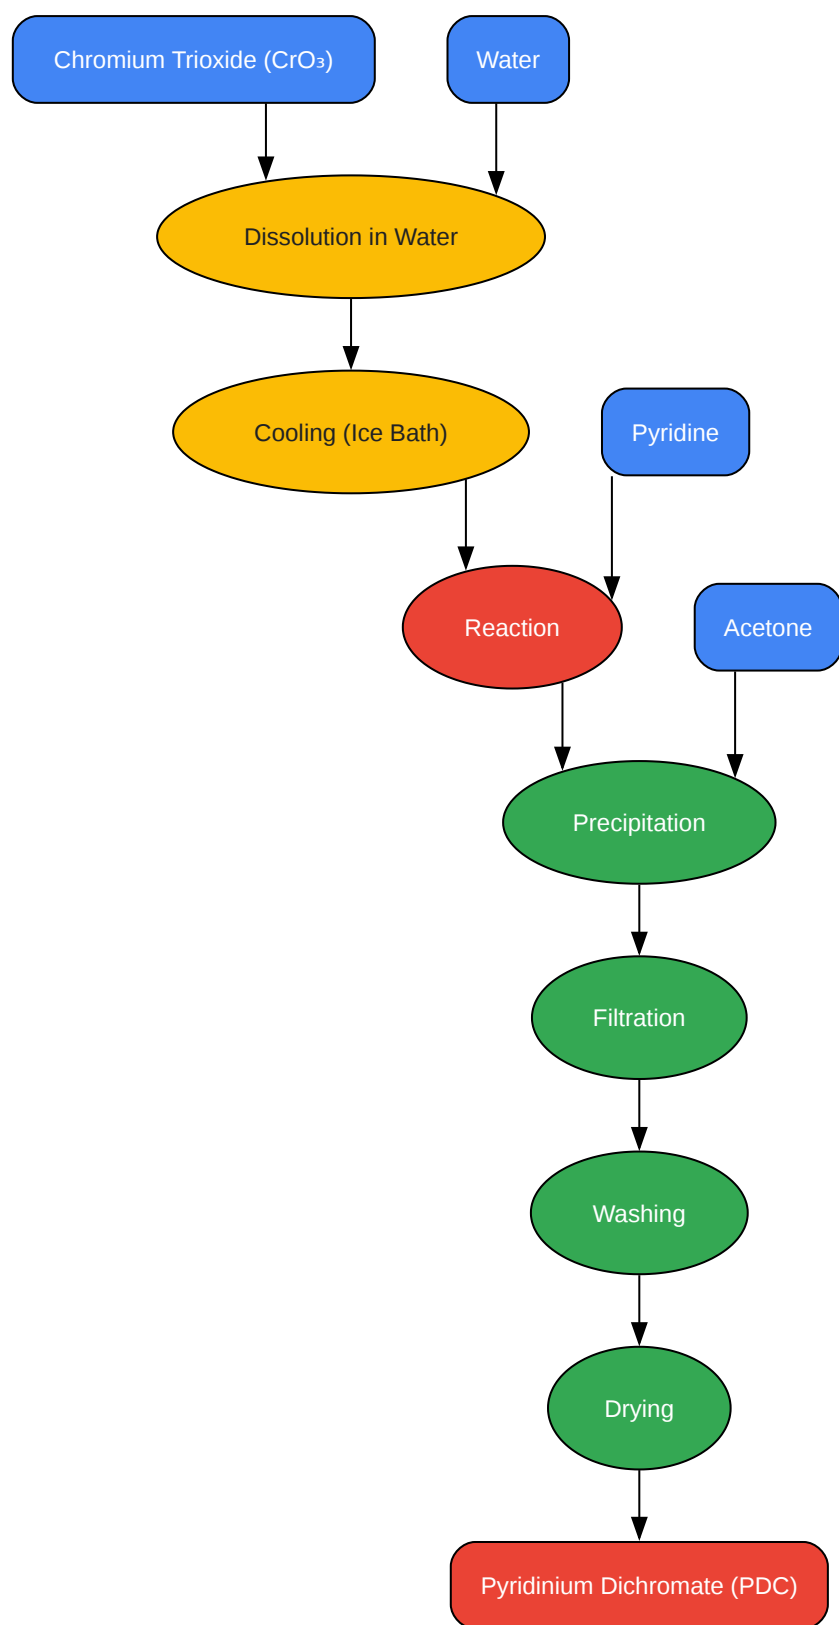 Chromium Trioxide (CrO₃)
Water
Dissolution in Water
Cooling (Ice Bath)
Pyridine
Reaction
Acetone
Precipitation
Filtration
Washing
Drying
Pyridinium Dichromate (PDC)